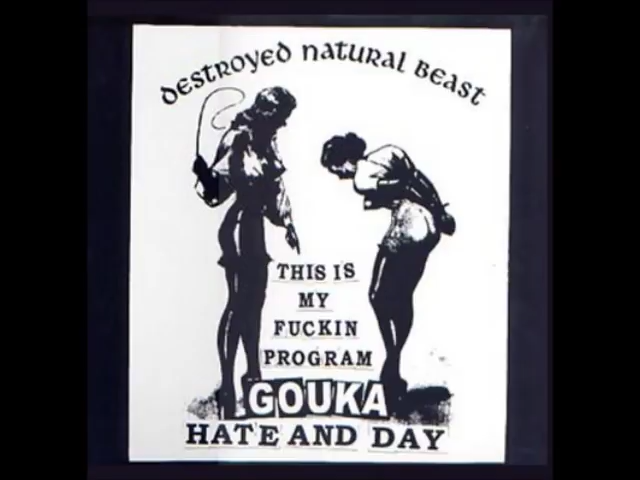 DESTROYED NATURAL BEAST
THIS IS
MY
FUCKIN
PROGRAM
GOUKA
HATE AND DAY